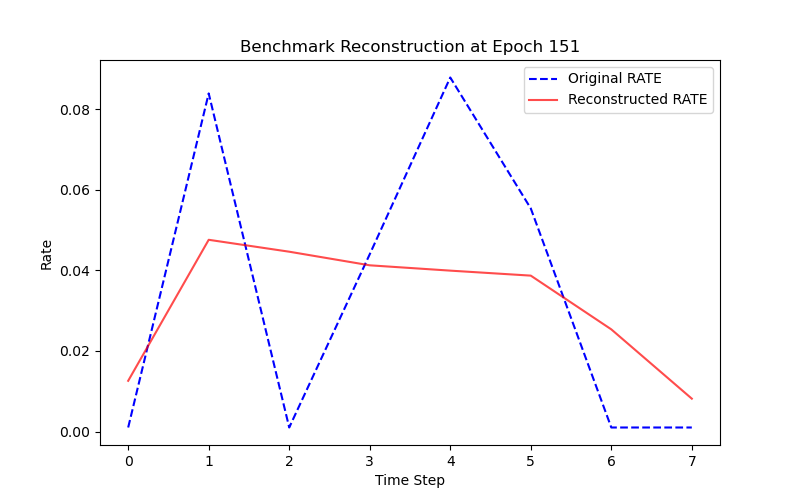 Benchmark Reconstruction at Epoch 151
Original RATE
Reconstructed RATE
Rate
0.08
0.06
0.04
0.02
0.00
0 1 2 3 4 5 6 7
Time Step